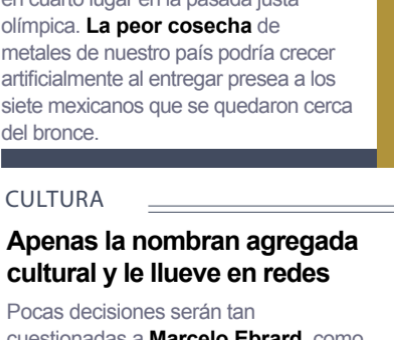 en cuarto lugar en la pasada justa
olímpica. La peor cosecha de
metales de nuestro país podría crecer
artificialmente al entregar presea a los
siete mexicanos que se quedaron cerca
del bronce.
CULTURA
Apenas la nombran agregada
cultural y le llueve en redes
Pocas decisiones serán tan
cuestionadas a Marcelo Ebrard, como